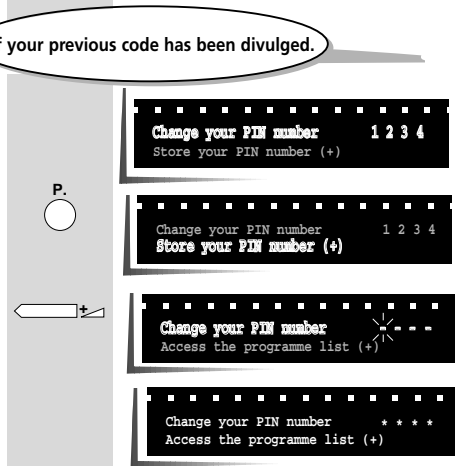 your previous code has been divulged.
Change your PIN number 1 2 3 4
Store your PIN number (+)
P.
Change your PIN number 1 2 3 4
Store your PIN number (+)
+
Change your PIN number - - - -
Access the programme list (+)
Change your PIN number * * * *
Access the programme list (+)